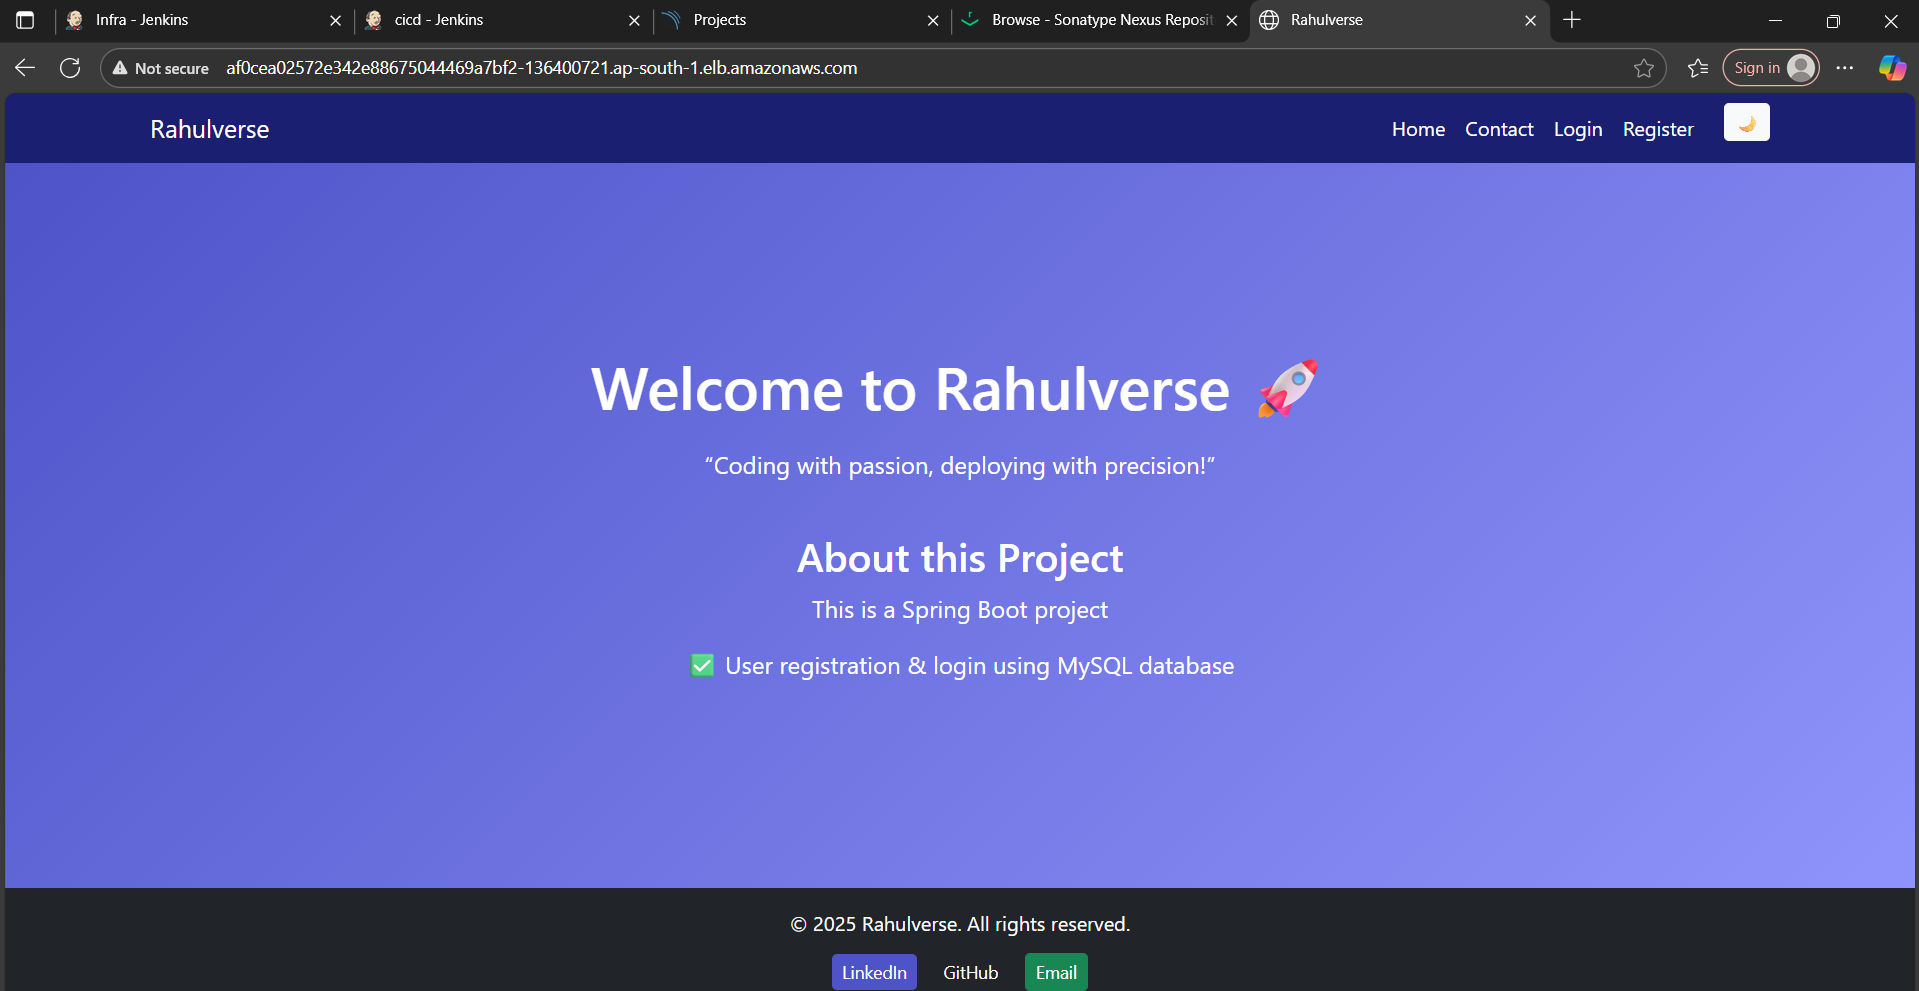 Infra - Jenkins
cicd - Jenkins
Projects
Browse - Sonatype Nexus Reposit
Rahulverse
Not secure
af0cea02572e342e88675044469a7bf2-136400721.ap-south-1.elb.amazonaws.com
Sign in
Rahulverse
Home
Contact
Login
Register
Welcome to Rahulverse 🚀
“Coding with passion, deploying with precision!”
About this Project
This is a Spring Boot project
✅ User registration & login using MySQL database
© 2025 Rahulverse. All rights reserved.
LinkedIn
GitHub
Email